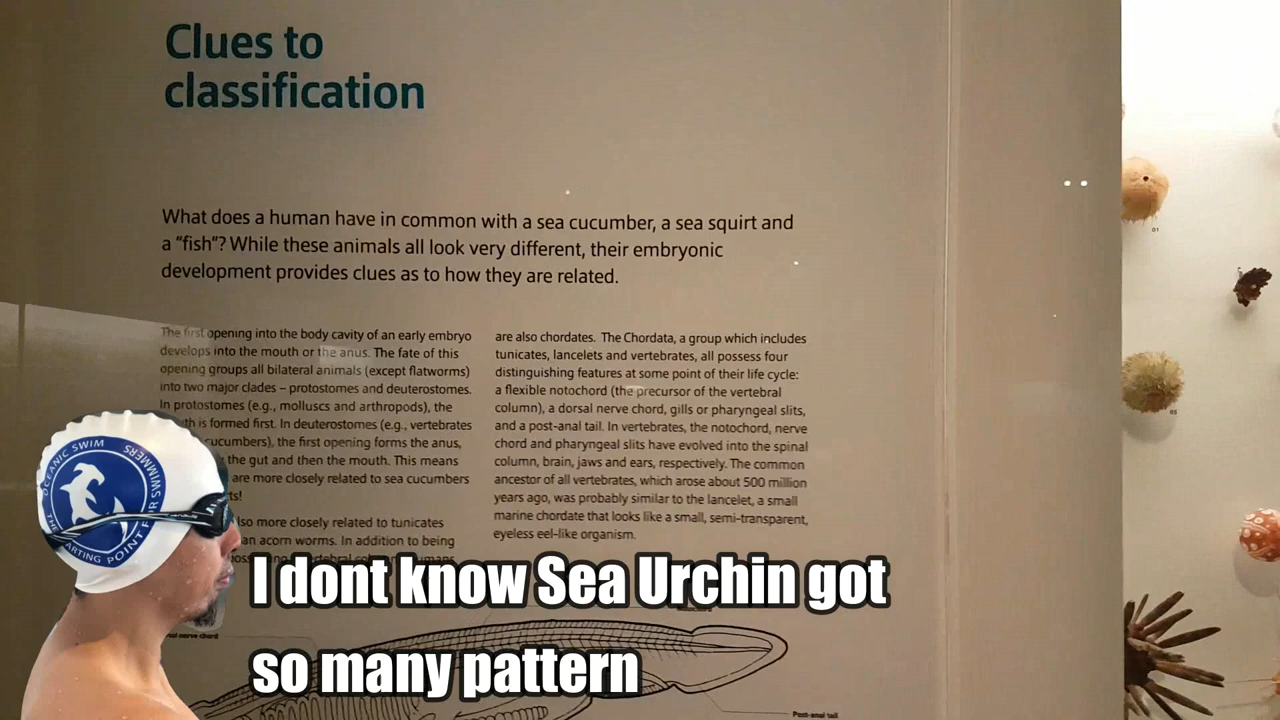 Clues to
classification
What does a human have in common with a sea cucumber, a sea squirt and
a "fish"? While these animals all look very different, their embryonic
development provides clues as to how they are related.
The first opening into the body cavity of an early embryo
develops into the mouth or the anus. The fate of this
opening groups all bilateral animals (except flatworms)
into two major clades – protostomes and deuterostomes.
In protostomes (e.g., molluscs and arthropods), the
is formed first. In deuterostomes (e.g., vertebrates
cucumbers), the first opening forms the anus,
the gut and then the mouth. This means
are more closely related to sea cucumbers
more closely related to tunicates
an acorn worms. In addition to being
are also chordates. The Chordata, a group which includes
tunicates, lancelets and vertebrates, all possess four
distinguishing features at some point of their life cycle:
a flexible notochord (the precursor of the vertebral
column), a dorsal nerve chord, gills or pharyngeal slits,
and a post-anal tail. In vertebrates, the notochord, nerve
chord and pharyngeal slits have evolved into the spinal
column, brain, jaws and ears, respectively. The common
ancestor of all vertebrates, which arose about 500 million
years ago, was probably similar to the lancelet, a small
marine chordate that looks like a small, semi-transparent,
eyeless eel-like organism.
nerve chord
Post-anal tail
01
05
OCEANIC SWIM
SWIMMERS
I dont know Sea Urchin got
so many pattern